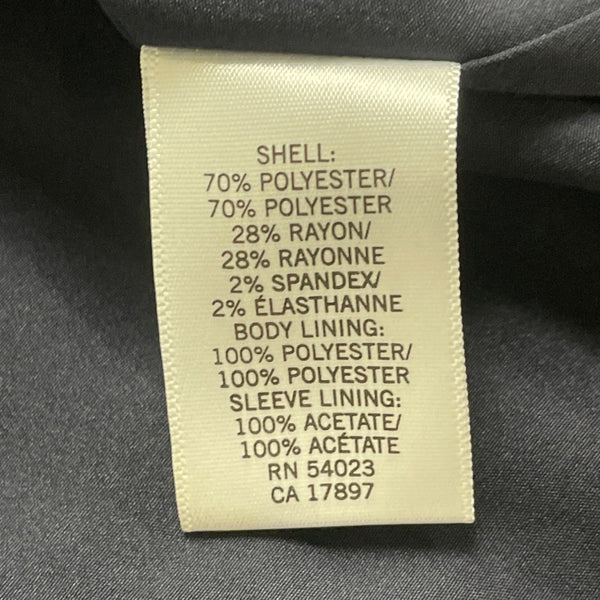 SHELL:
70% POLYESTER/
70% POLYESTER
28% RAYON/
28% RAYONNE
2% SPANDEX/
2% ÉLASTHANNE
BODY LINING:
100% POLYESTER/
100% POLYESTER
SLEEVE LINING:
100% ACETATE/
100% ACÉTATE
RN 54023
CA 17897